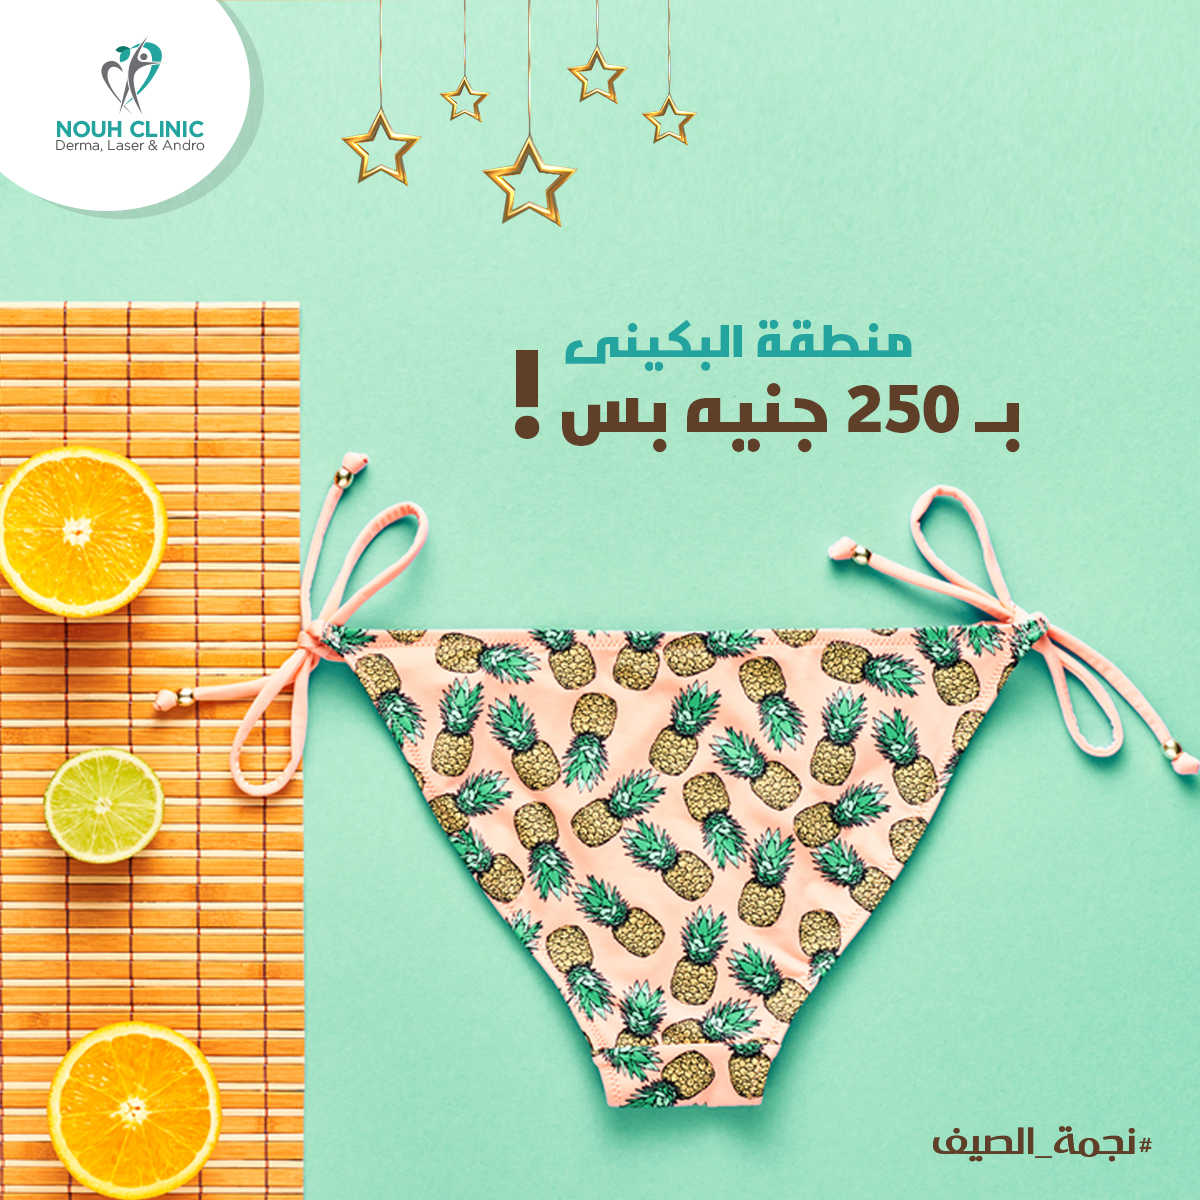 NOUH CLINIC
Derma, Laser & Andro
منطقة البكينى
بـ 250 جنيه بس!
#نجمة_الصيف